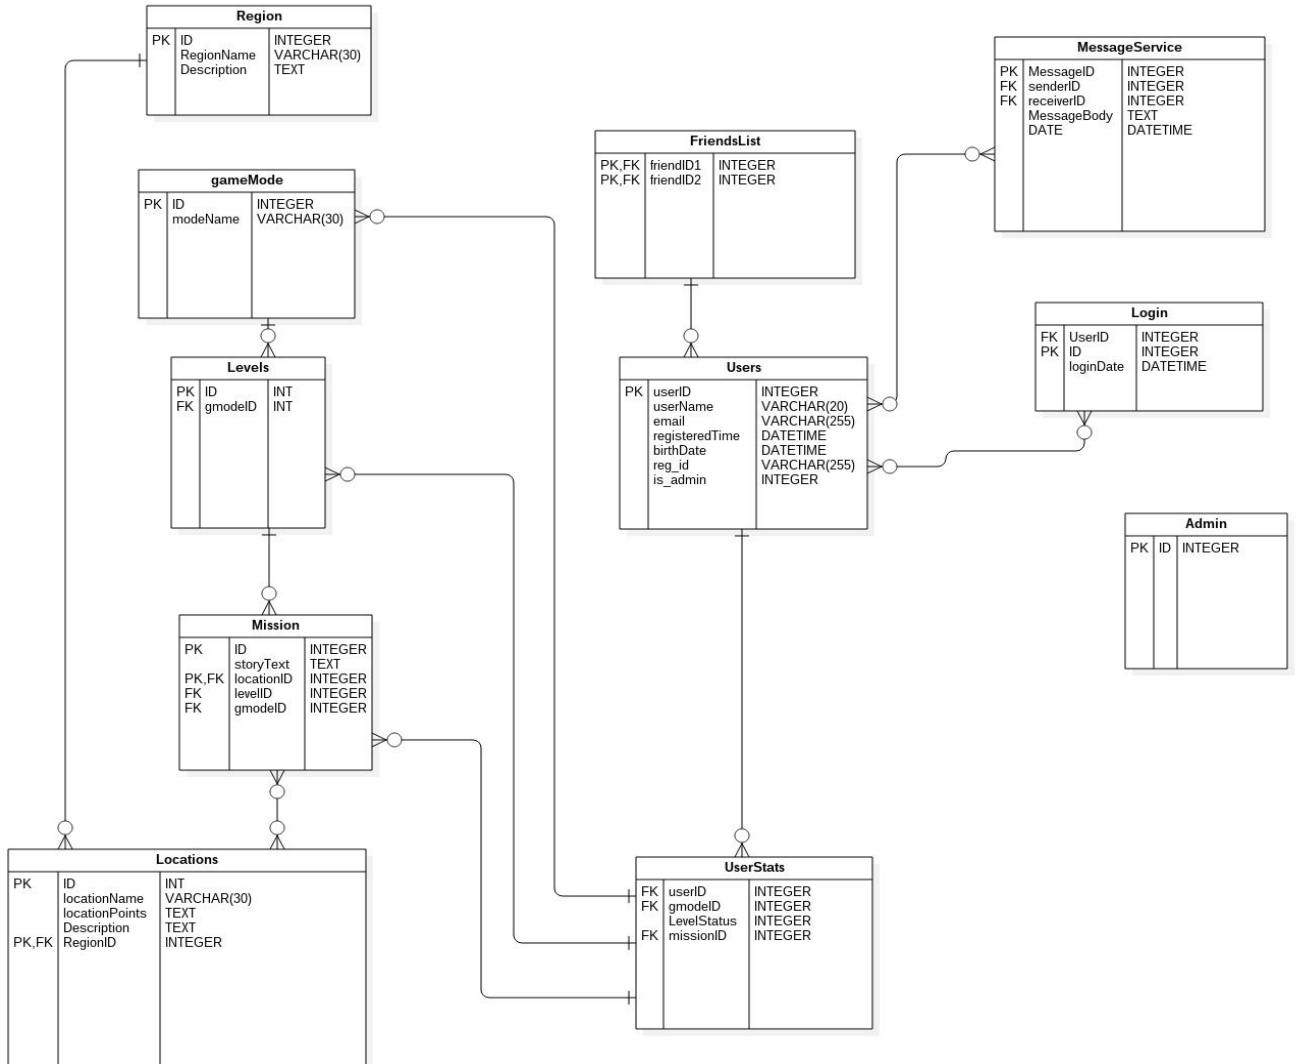 Region
PK ID INTEGER
RegionName VARCHAR(30)
Description TEXT
MessageService
PK MessageID INTEGER
FK senderID INTEGER
FK receiverID INTEGER
MessageBody TEXT
DATE DATETIME
FriendsList
PK,FK friendID1 INTEGER
PK,FK friendID2 INTEGER
gameMode
PK ID INTEGER
modeName VARCHAR(30)
Login
FK UserID INTEGER
PK ID INTEGER
loginDate DATETIME
Levels
PK ID INT
FK gmodeID INT
Users
PK userID INTEGER
userName VARCHAR(20)
email VARCHAR(255)
registeredTime DATETIME
birthDate DATETIME
reg_id VARCHAR(255)
is_admin INTEGER
Admin
PK ID INTEGER
Mission
PK ID INTEGER
storyText TEXT
PK,FK locationID INTEGER
FK levelID INTEGER
FK gmodeID INTEGER
Locations
PK ID INT
locationName VARCHAR(30)
locationPoints TEXT
Description TEXT
PK,FK RegionID INTEGER
UserStats
FK userID INTEGER
FK gmodeID INTEGER
LevelStatus INTEGER
FK missionID INTEGER